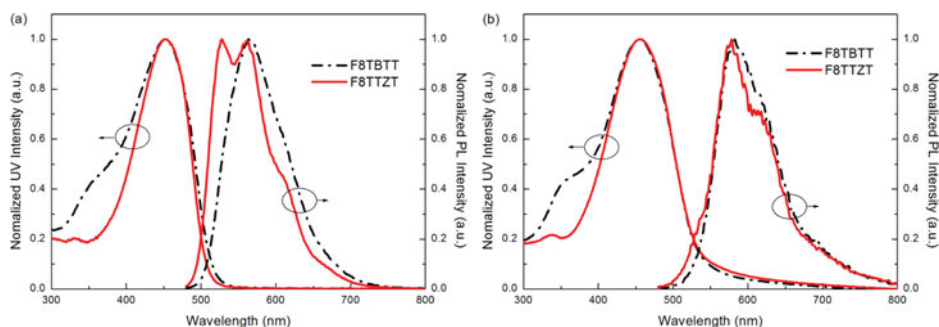 (a)
Nomarlized UV Intensity (a.u.)
1.0
0.8
0.6
0.4
0.2
0.0
F8TBTT
F8TTZT
1.0
0.8
0.6
0.4
0.2
0.0
Nomalized PL Intensity (a.u.)
300 400 500 600 700 800
Wavelength (nm)
(b)
Nomarlized UV Intensity (a.u.)
1.0
0.8
0.6
0.4
0.2
0.0
F8TBTT
F8TTZT
1.0
0.8
0.6
0.4
0.2
0.0
Nomalized PL Intensity (a.u.)
300 400 500 600 700 800
Wavelength (nm)